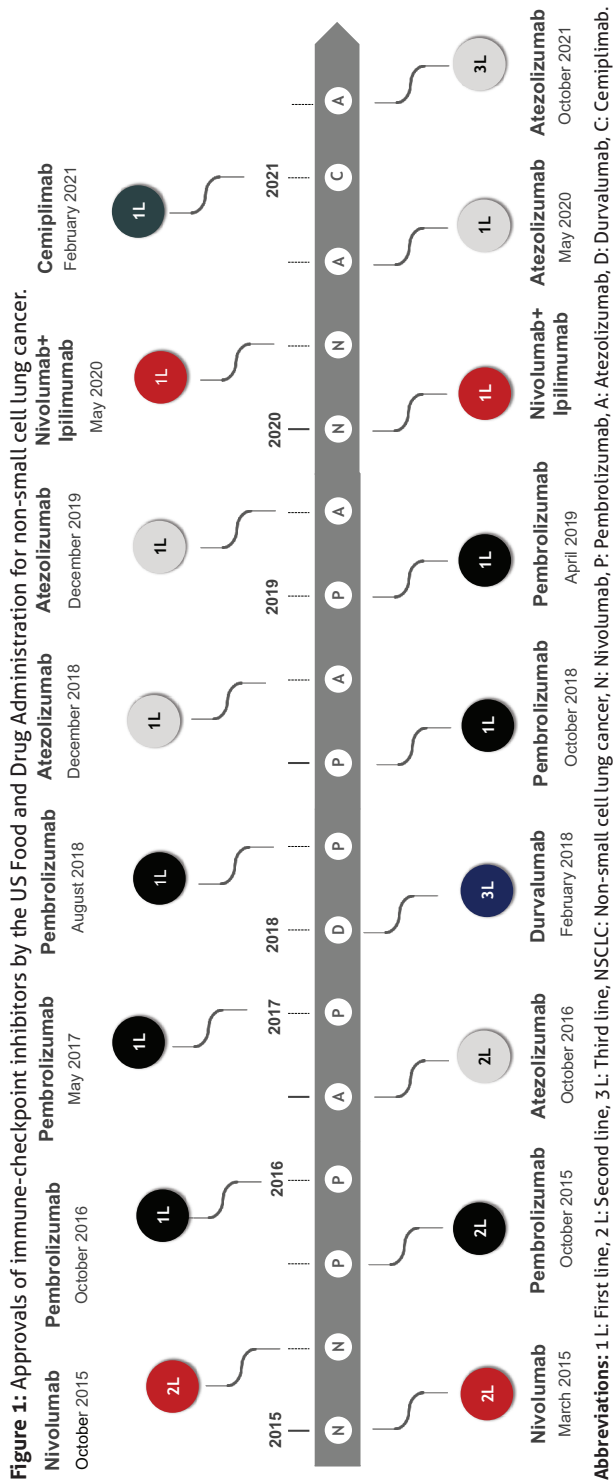 Figure 1: Approvals of immune-checkpoint inhibitors by the US Food and Drug Administration for non-small cell lung cancer.
Nivolumab
October 2015
2L
Pembrolizumab
October 2016
1L
Pembrolizumab
May 2017
1L
Pembrolizumab
August 2018
1L
Atezolizumab
December 2018
1L
Atezolizumab
December 2019
1L
Nivolumab+
Ipilimumab
May 2020
1L
Cemiplimab
February 2021
1L
2015
2016
2017
2018
2019
2020
2021
N
N
P
P
A
P
D
P
P
A
P
A
N
N
A
C
A
2L
Nivolumab
March 2015
2L
Pembrolizumab
October 2015
2L
Atezolizumab
October 2016
3L
Durvalumab
February 2018
1L
Pembrolizumab
October 2018
1L
Pembrolizumab
April 2019
1L
Nivolumab+
Ipilimumab
1L
Atezolizumab
May 2020
3L
Atezolizumab
October 2021
Abbreviations: 1 L: First line, 2 L: Second line, 3 L: Third line, NSCLC: Non-small cell lung cancer, N: Nivolumab, P: Pembrolizumab, A: Atezolizumab, D: Durvalumab, C: Cemiplimab.